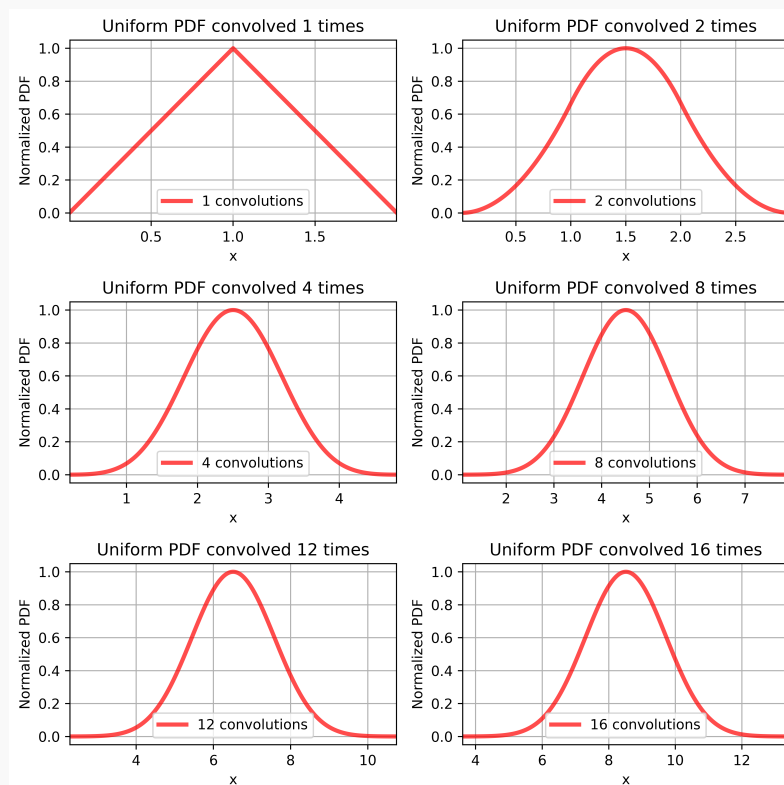 Uniform PDF convolved 1 times
Normalized PDF
1.0
0.8
0.6
0.4
0.2
0.0
1 convolutions
0.5 1.0 1.5
x
Uniform PDF convolved 2 times
Normalized PDF
1.0
0.8
0.6
0.4
0.2
0.0
2 convolutions
0.5 1.0 1.5 2.0 2.5
x
Uniform PDF convolved 4 times
Normalized PDF
1.0
0.8
0.6
0.4
0.2
0.0
4 convolutions
1 2 3 4
x
Uniform PDF convolved 8 times
Normalized PDF
1.0
0.8
0.6
0.4
0.2
0.0
8 convolutions
2 3 4 5 6 7
x
Uniform PDF convolved 12 times
Normalized PDF
1.0
0.8
0.6
0.4
0.2
0.0
12 convolutions
4 6 8 10
x
Uniform PDF convolved 16 times
Normalized PDF
1.0
0.8
0.6
0.4
0.2
0.0
16 convolutions
4 6 8 10 12
x